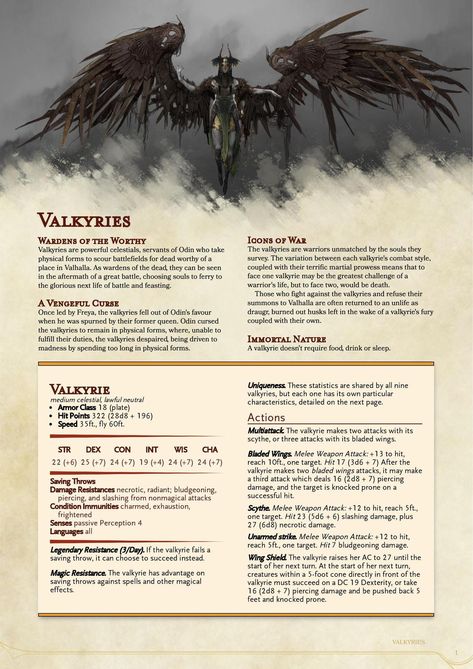 VALKYRIES
WARDENS OF THE WORTHY
Valkyries are powerful celestials, servants of Odin who take
physical forms to scour battlefields for dead worthy of a
place in Valhalla. As wardens of the dead, they can be seen
in the aftermath of a great battle, choosing souls to ferry to
the glorious next life of battle and feasting.
A VENGEFUL CURSE
Once led by Freya, the valkyries fell out of Odin's favour
when he was spurned by their former queen. Odin cursed
the valkyries to remain in physical forms, where, unable to
fulfill their duties, the valkyries despaired, being driven to
madness by spending too long in physical forms.
ICONS OF WAR
The valkyries are warriors unmatched by the souls they
survey. The variation between each valkyrie's combat style,
coupled with their terrific martial prowess means that to
face one valkyrie may be the greatest challenge of a
warrior's life, but to face two, would be death.
Those who fight against the valkyries and refuse their
summons to Valhalla are often returned to an unlife as
draugr, burned out husks left in the wake of a valkyrie's fury
coupled with their own.
IMMORTAL NATURE
A valkyrie doesn't require food, drink or sleep.
VALKYRIE
medium celestial, lawful neutral
• Armor Class 18 (plate)
• Hit Points 322 (28d8 + 196)
• Speed 35ft., fly 60ft.
STR DEX CON INT WIS CHA
22 (+6) 25 (+7) 24 (+7) 19 (+4) 24 (+7) 24 (+7)
Saving Throws
Damage Resistances necrotic, radiant; bludgeoning,
piercing, and slashing from nonmagical attacks
Condition Immunities charmed, exhaustion,
frightened
Senses passive Perception 4
Languages all
Legendary Resistance (3/Day). If the valkyrie fails a
saving throw, it can choose to succeed instead.
Magic Resistance. The valkyrie has advantage on
saving throws against spells and other magical
effects.
Uniqueness. These statistics are shared by all nine
valkyries, but each one has its own particular
characteristics, detailed on the next page.
Actions
Multiattack. The valkyrie makes two attacks with its
scythe, or three attacks with its bladed wings.
Bladed Wings. Melee Weapon Attack: +13 to hit,
reach 10ft., one target. Hit 17 (3d6 + 7) After the
valkyrie makes two bladed wings attacks, it may make
a third attack which deals 16 (2d8 + 7) piercing
damage, and the target is knocked prone on a
successful hit.
Scythe. Melee Weapon Attack: +12 to hit, reach 5ft.,
one target. Hit 23 (5d6 + 6) slashing damage, plus
27 (6d8) necrotic damage.
Unarmed strike. Melee Weapon Attack: +12 to hit,
reach 5ft., one target. Hit 7 bludgeoning damage.
Wing Shield. The valkyrie raises her AC to 27 until the
start of her next turn. At the start of her next turn,
creatures within a 5-foot cone directly in front of the
valkyrie must succeed on a DC 19 Dexterity, or take
16 (2d8 + 7) piercing damage and be pushed back 5
feet and knocked prone.
VALKYRIES
1